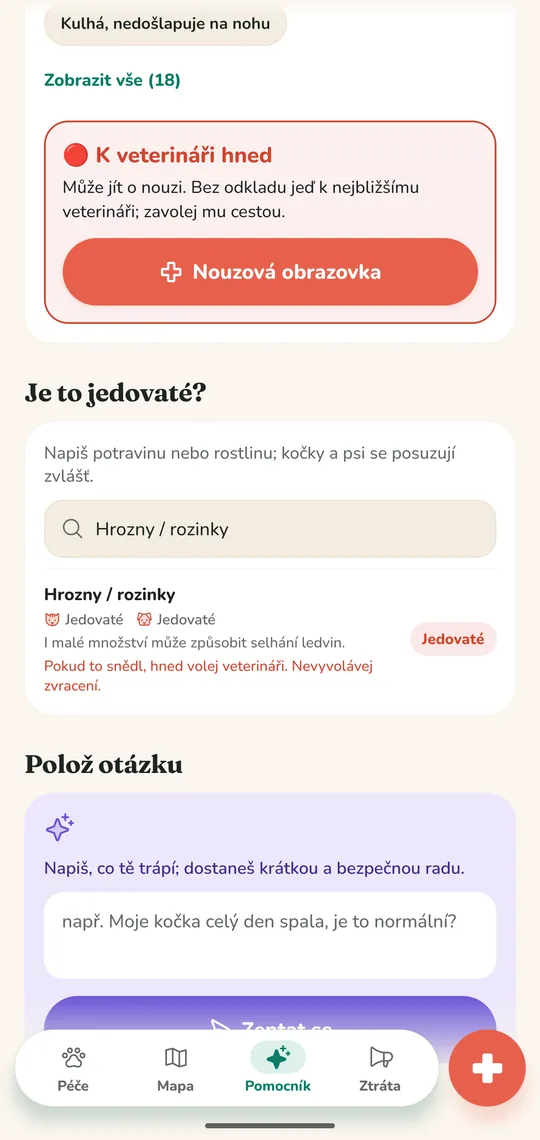 Kulhá, nedošlapuje na nohu
Zobrazit vše (18)
K veterináři hned
Může jít o nouzi. Bez odkladu jeď k nejbližšímu
veterináři; zavolej mu cestou.
Nouzová obrazovka
Je to jedovaté?
Napiš potravinu nebo rostlinu; kočky a psi se posuzují
zvlášť.
Hrozny / rozinky
Hrozny / rozinky
Jedovaté Jedovaté
I malé množství může způsobit selhání ledvin.
Jedovaté
Pokud to snědl, hned volej veterináři. Nevyvolávej
zvracení.
Polož otázku
Napiš, co tě trápí; dostaneš krátkou a bezpečnou radu.
např. Moje kočka celý den spala, je to normální?
Zeptat se
Péče
Mapa
Pomocník
Ztráta